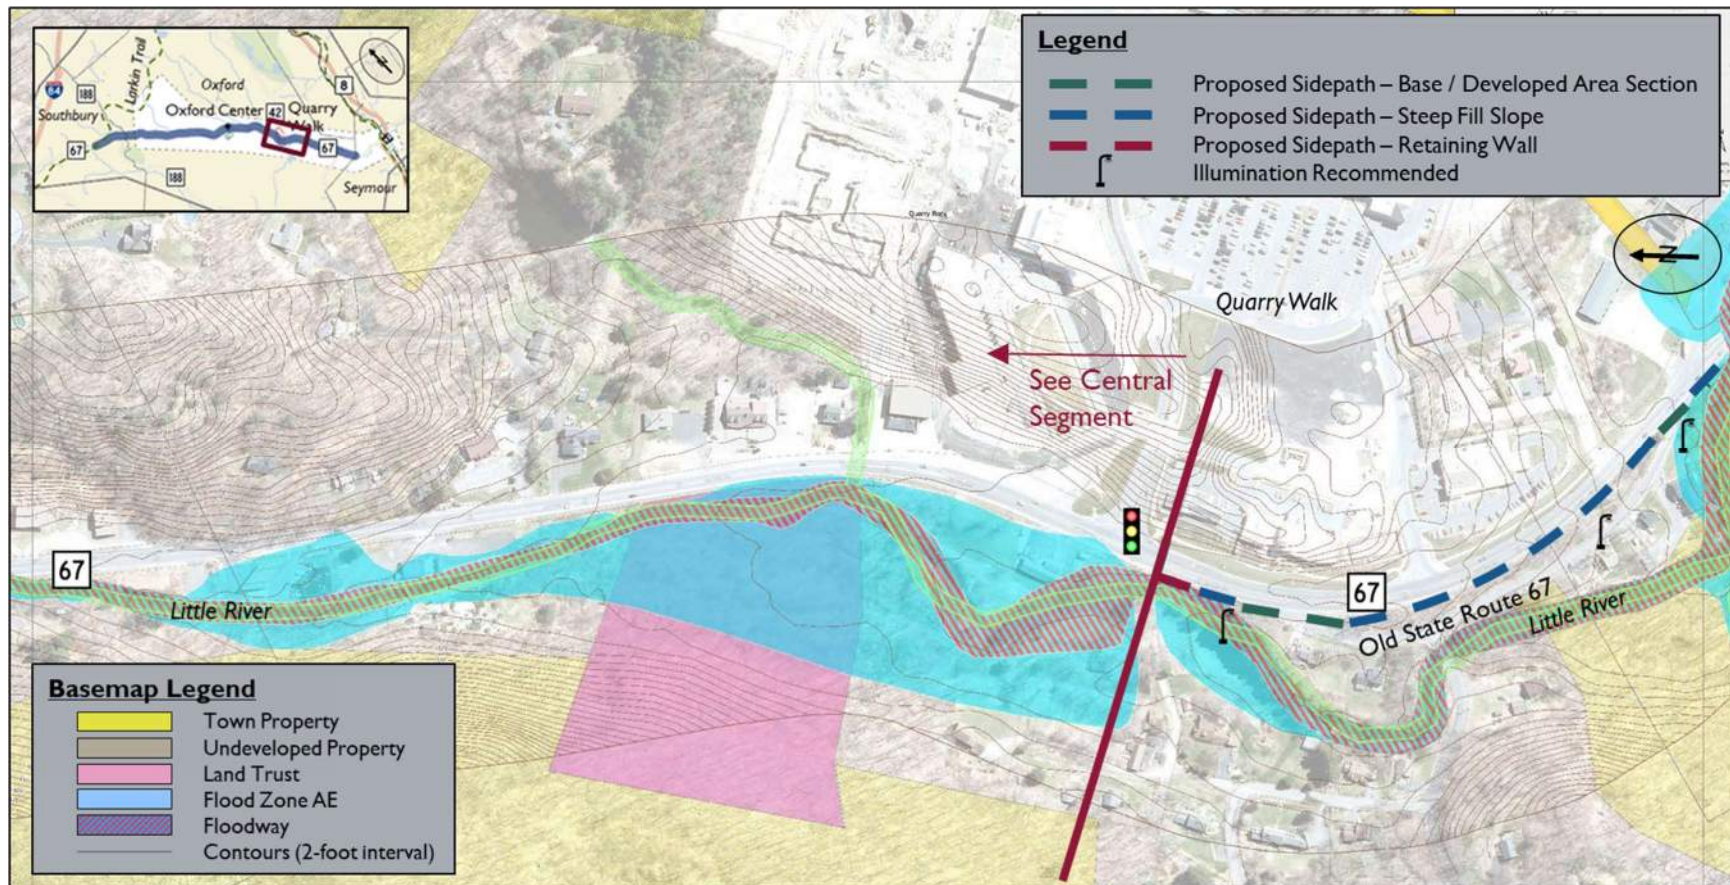 Larkin Trail
84
188
Southbury
Oxford
8
N
Oxford Center
42
Quarry
Walk
67
67
188
Seymour
Legend
Proposed Sidepath – Base / Developed Area Section
Proposed Sidepath – Steep Fill Slope
Proposed Sidepath – Retaining Wall
Illumination Recommended
N
Quarry Walk
See Central
Segment
67
Little River
67
Old State Route 67
Little River
Basemap Legend
Town Property
Undeveloped Property
Land Trust
Flood Zone AE
Floodway
Contours (2-foot interval)